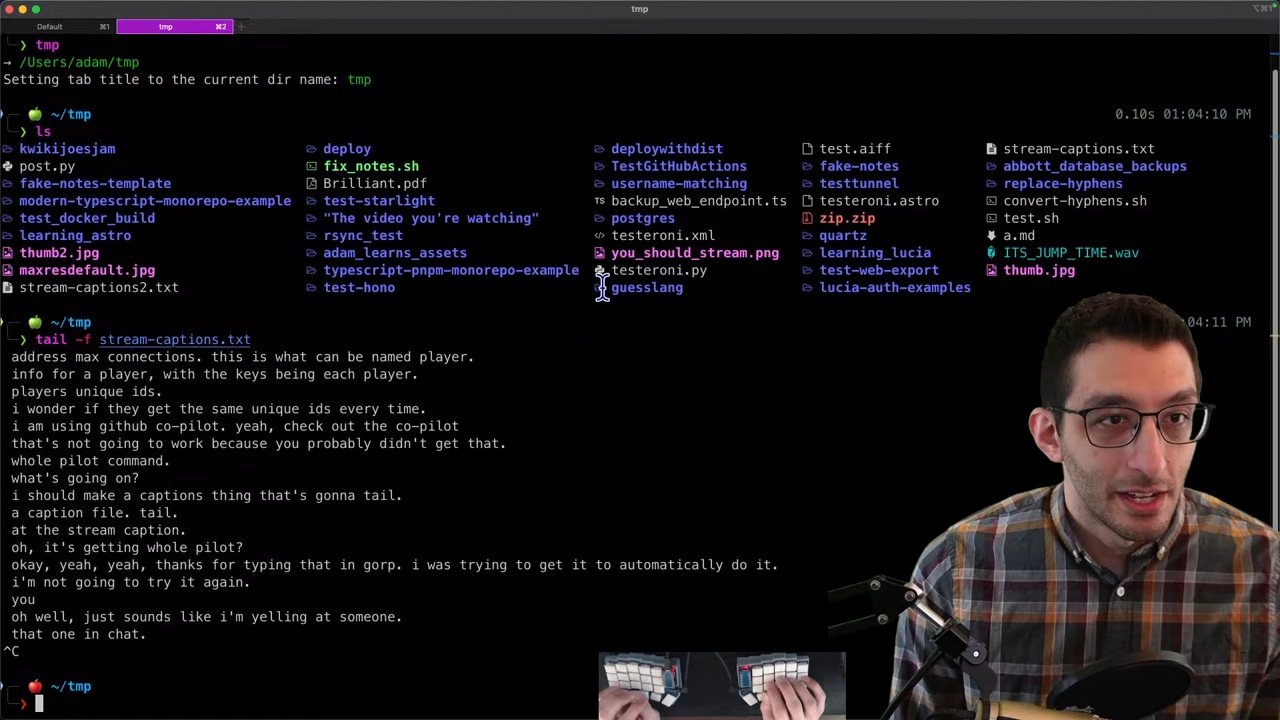 tmp
⌥⌘1
Default ⌘1 tmp ⌘2 +
❯ tmp
→ /Users/adam/tmp
Setting tab title to the current dir name: tmp
~/tmp 0.10s 01:04:10 PM
❯ ls
kwikijoesjam deploy deploywithdist test.aiff stream-captions.txt
post.py fix_notes.sh TestGitHubActions fake-notes abbott_database_backups
fake-notes-template Brilliant.pdf username-matching testtunnel replace-hyphens
modern-typescript-monorepo-example test-starlight TS backup_web_endpoint.ts testeroni.astro convert-hyphens.sh
test_docker_build "The video you're watching" postgres zip.zip test.sh
learning_astro rsync_test </> testeroni.xml quartz a.md
thumb2.jpg adam_learns_assets you_should_stream.png learning_lucia ITS_JUMP_TIME.wav
maxresdefault.jpg typescript-pnpm-monorepo-example testeroni.py test-web-export thumb.jpg
stream-captions2.txt test-hono guesslang lucia-auth-examples
~/tmp :04:11 PM
❯ tail -f stream-captions.txt
address max connections. this is what can be named player.
info for a player, with the keys being each player.
players unique ids.
i wonder if they get the same unique ids every time.
i am using github co-pilot. yeah, check out the co-pilot
that's not going to work because you probably didn't get that.
whole pilot command.
what's going on?
i should make a captions thing that's gonna tail.
a caption file. tail.
at the stream caption.
oh, it's getting whole pilot?
okay, yeah, yeah, thanks for typing that in gorp. i was trying to get it to automatically do it.
i'm not going to try it again.
you
oh well, just sounds like i'm yelling at someone.
that one in chat.
^C
~/tmp
❯